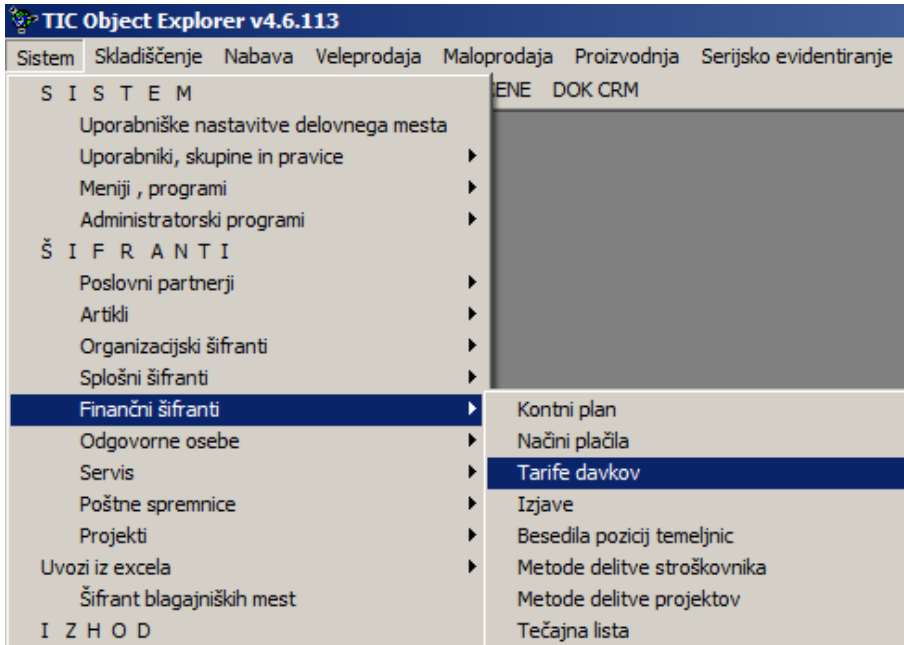 TIC Object Explorer v4.6.113
Sistem Skladiščenje Nabava Veleprodaja Maloprodaja Proizvodnja Serijsko evidentiranje
DOK CRM
S I S T E M
Uporabniške nastavitve delovnega mesta
Uporabniki, skupine in pravice
Meniji , programi
Administratorski programi
Š I F R A N T I
Poslovni partnerji
Artikli
Organizacijski šifranti
Splošni šifranti
Finančni šifranti
Odgovorne osebe
Servis
Poštne spremnice
Projekti
Uvozi iz excela
Šifrant blagajniških mest
I Z H O D
Kontni plan
Načini plačila
Tarife davkov
Izjave
Besedila pozicij temeljnic
Metode delitve stroškovnika
Metode delitve projektov
Tečajna lista